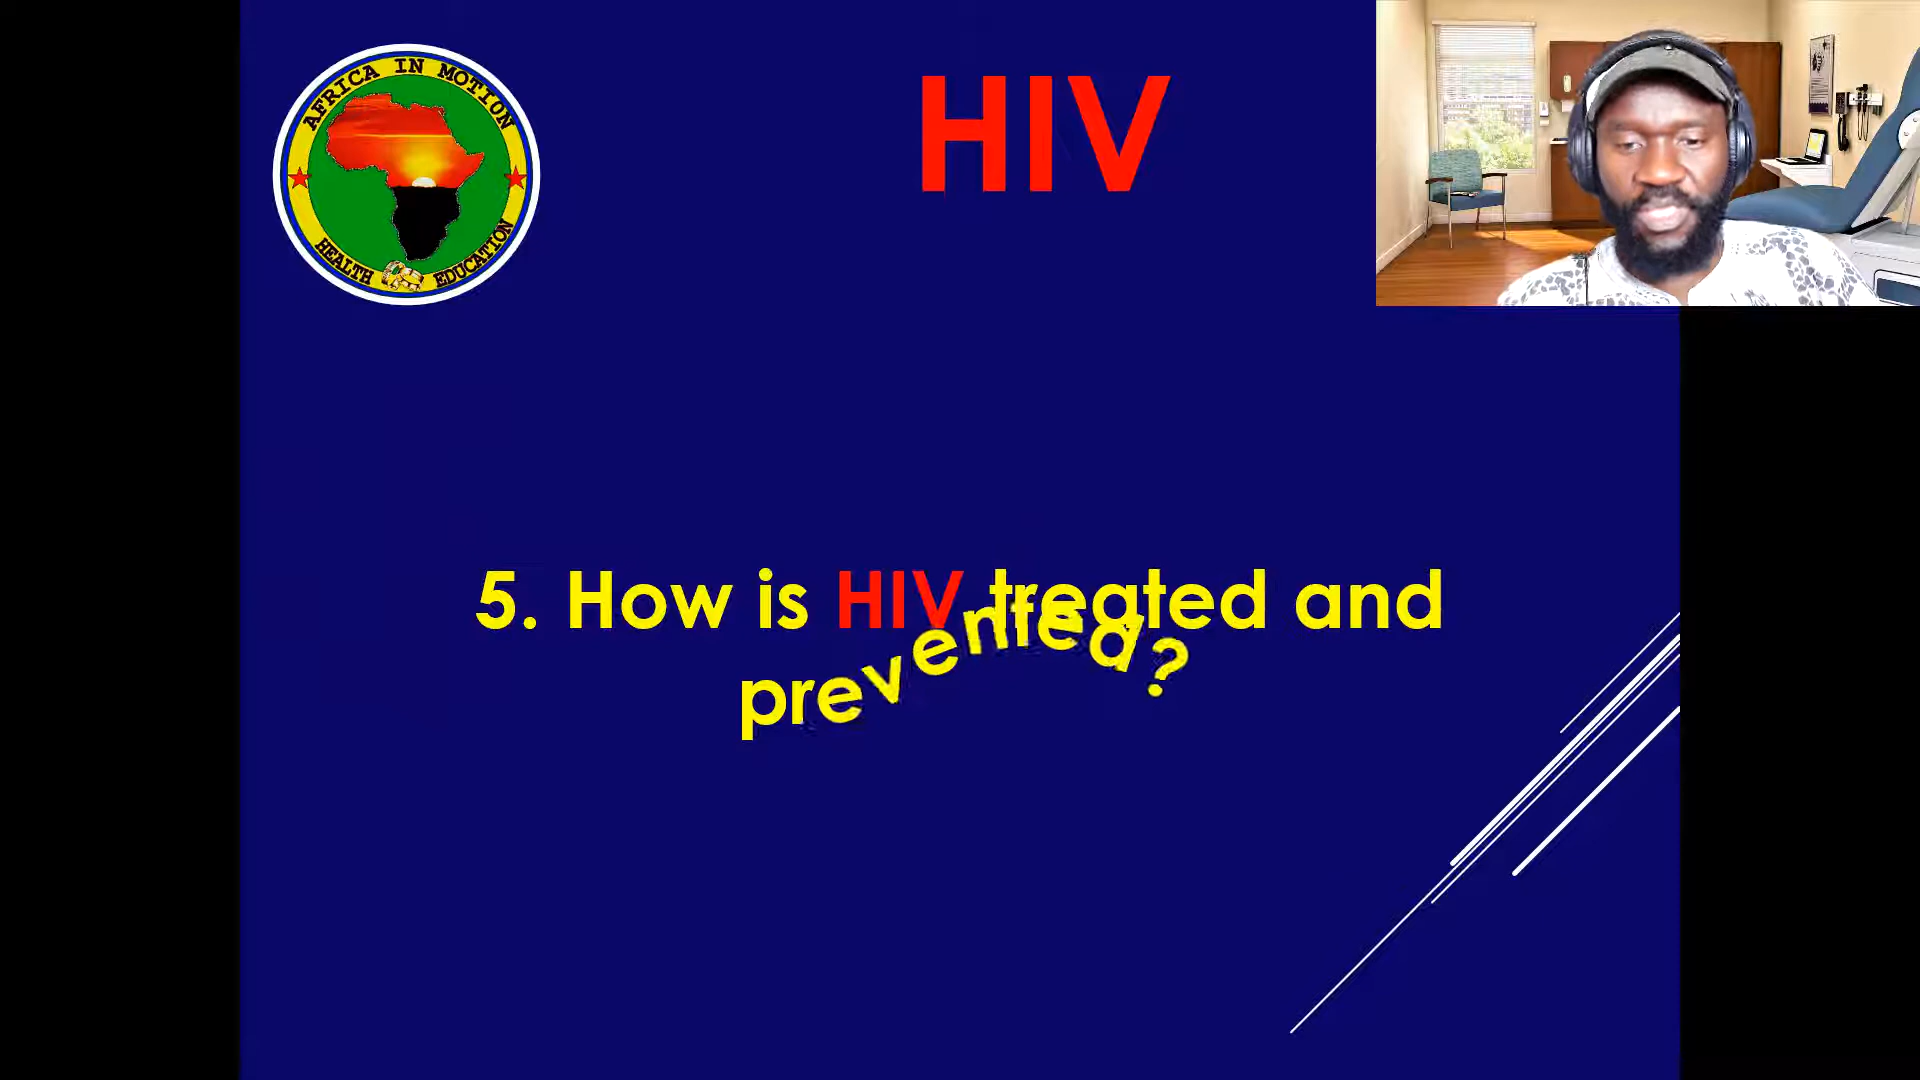 AFRICA IN MOTION
HEALTH EDUCATION
HIV
5. How is HIV treated and
prevented?